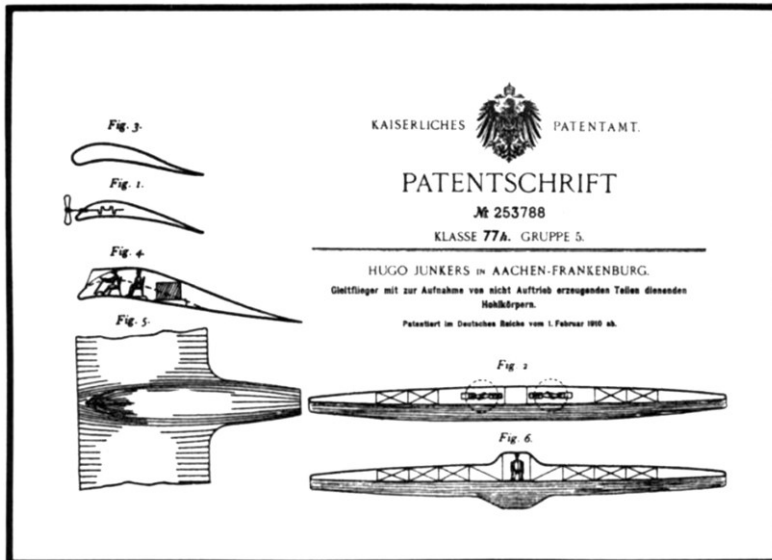 KAISERLICHES PATENTAMT.
PATENTSCHRIFT
№ 253788
KLASSE 77h. GRUPPE 5.
HUGO JUNKERS IN AACHEN-FRANKENBURG.
Gleitflieger mit zur Aufnahme von nicht Auftrieb erzeugenden Teilen dienenden
Hohlkörpern.
Patentiert im Deutschen Reiche vom 1. Februar 1910 ab.
Fig. 3.
Fig. 1.
Fig. 4.
Fig. 5.
Fig 2
Fig. 6.